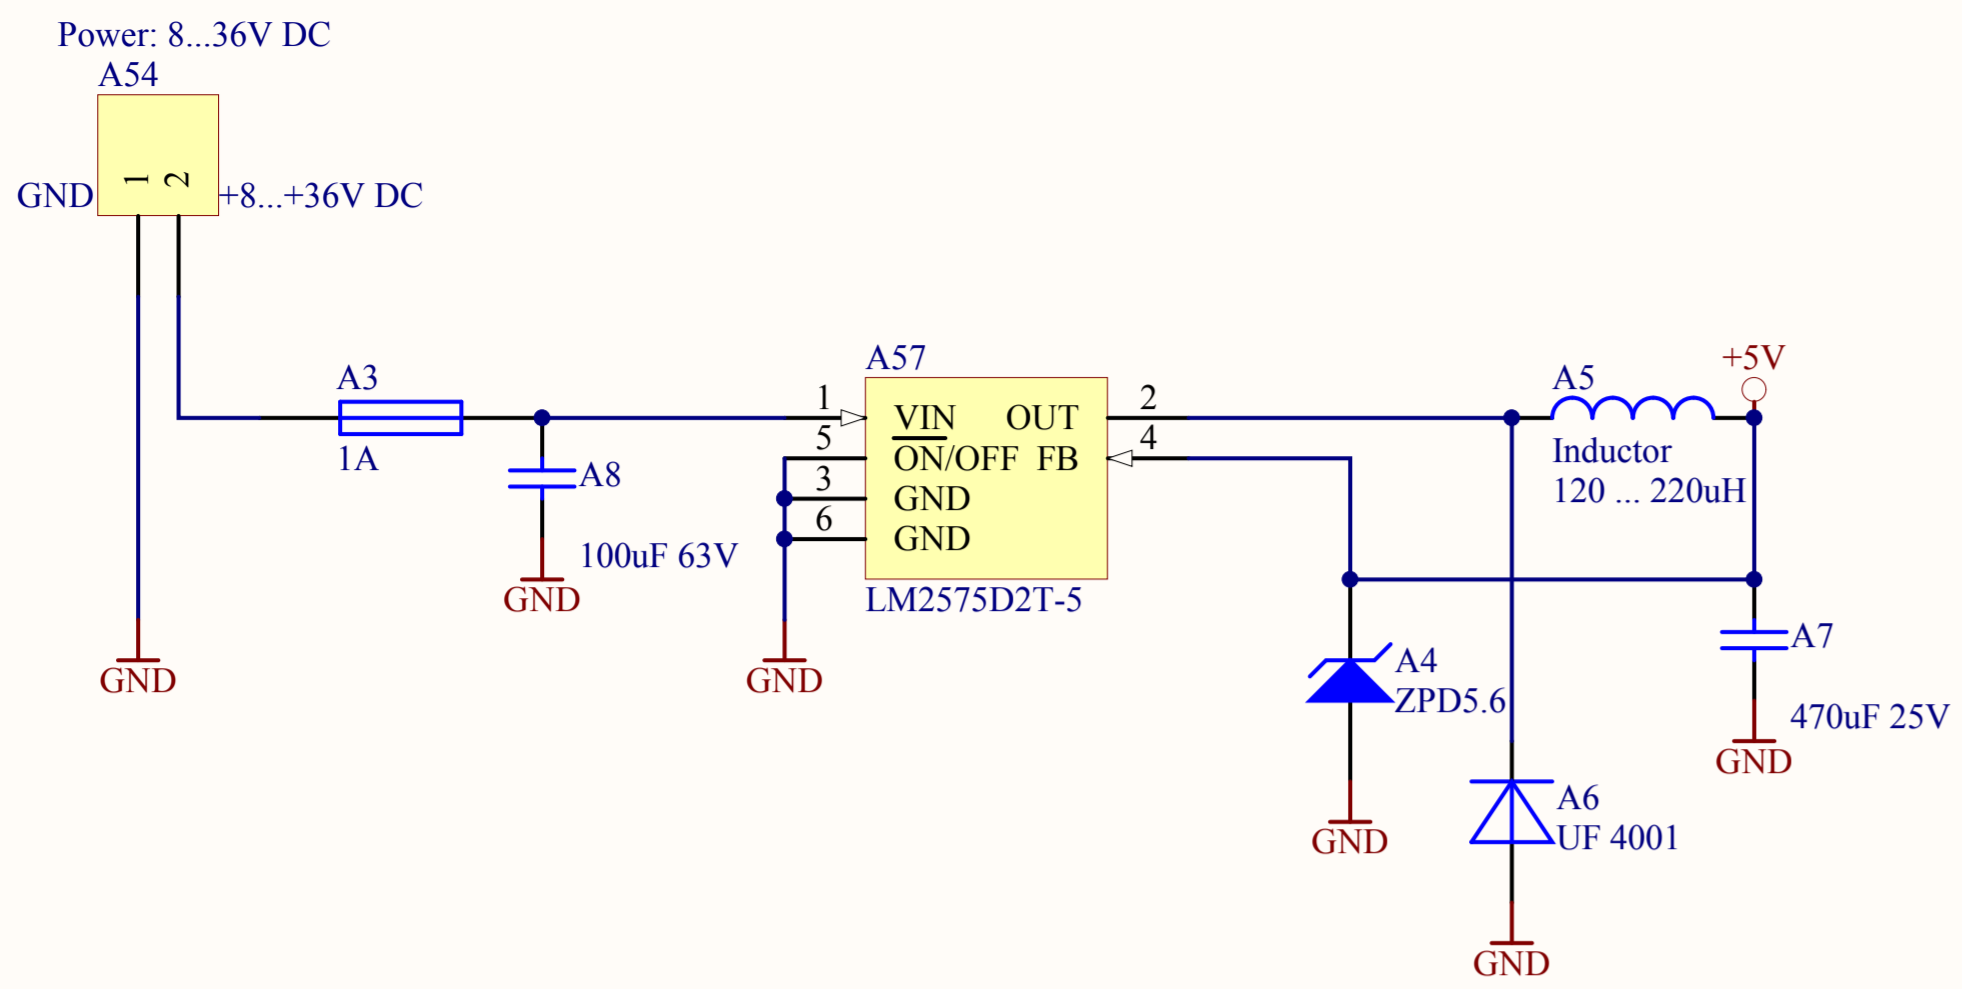 Power: 8...36V DC
A54
1
2
GND
+8...+36V DC
A3
1A
A8
100uF 63V
GND
GND
A57
1
5
3
6
VIN
ON/OFF
GND
GND
OUT
FB
2
4
LM2575D2T-5
GND
A5
Inductor
120 ... 220uH
+5V
A4
ZPD5.6
GND
A7
470uF 25V
GND
A6
UF 4001
GND